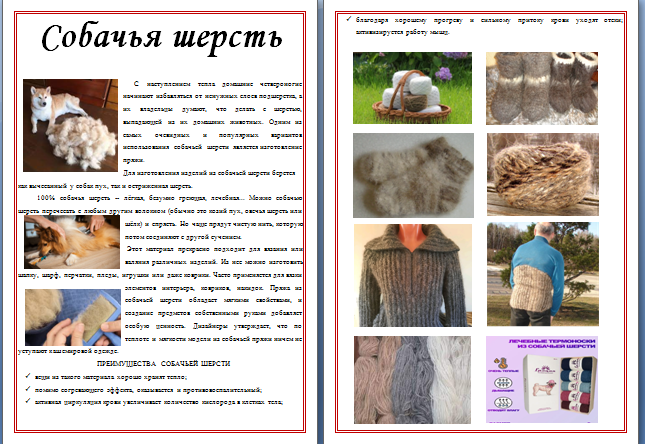 Собачья шерсть
С наступлением тепла домашние четвероногие
начинают избавляться от ненужных слоев подшерстка, а
их владельцы думают, что делать с шерстью,
выпадающей на их домашних животных. Одним из
самых очевидных и популярных вариантов
использования собачьей шерсти является изготовление
пряжи.
Для изготовления изделий из собачьей шерсти берется
как вычесанный у собак пух, так и остриженная шерсть.
100% собачья шерсть – лёгкая, безумно греющая, лечебная... Можно собачью
шерсть перечесать с любым другим волокном (обычно это козий пух, овечья шерсть или
шёлк) и спрясть. Но чаще прядут чистую нить, которую
потом соединяют с другой сучением.
Этот материал прекрасно подходит для вязания или
валяния различных изделий. Из нее можно изготовить
шапку, шарф, перчатки, пледы, игрушки или даже коврики. Часто применяется для вязки
элементов интерьера, ковриков, накидок. Пряжа из
собачьей шерсти обладает мягкими свойствами, и
создание предметов собственными руками добавляет
особую ценность. Дизайнеры утверждает, что по
теплоте и мягкости модели из собачьей пряжи ничем не
уступают кашемировой одежде.
ПРЕИМУЩЕСТВА СОБАЧЬЕЙ ШЕРСТИ
✓ вещи из такого материала хорошо хранят тепло;
✓ помимо согревающего эффекта, оказывается и противовоспалительный;
✓ активная циркуляция крови увеличивает количество кислорода в клетках тела;
✓ благодаря хорошему прогреву и сильному притоку крови уходят отеки,
активизируется работу мышц.
ЛЕЧЕБНЫЕ ТЕРМОНОСКИ
ИЗ СОБАЧЬЕЙ ШЕРСТИ